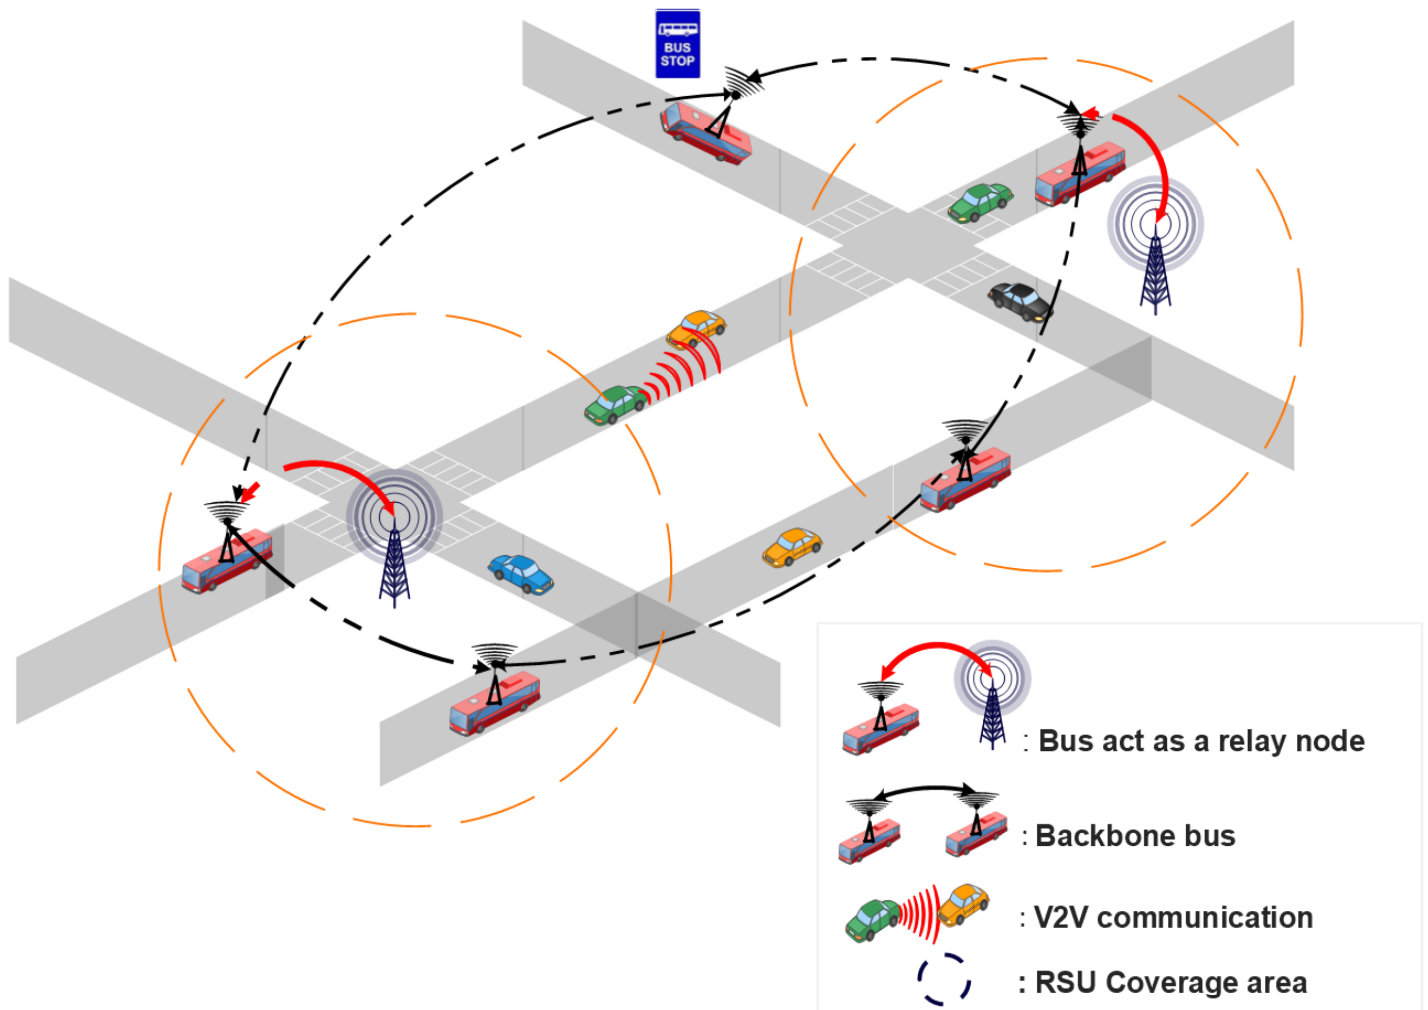 BUS
STOP
: Bus act as a relay node
: Backbone bus
: V2V communication
: RSU Coverage area